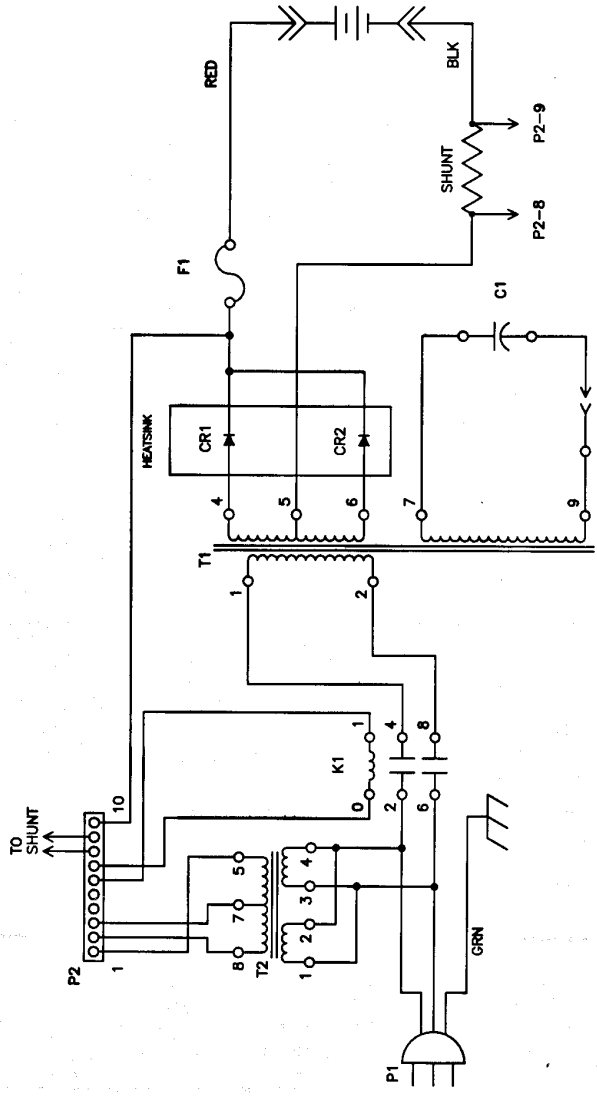 TO
SHUNT
P2
1
10
RED
F1
HEATSINK
CR1
CR2
4
5
6
T1
1
2
7
9
C1
BLK
SHUNT
P2-8
P2-9
K1
0
1
2
4
6
8
T2
8
7
5
1
2
3
4
P1
GRN